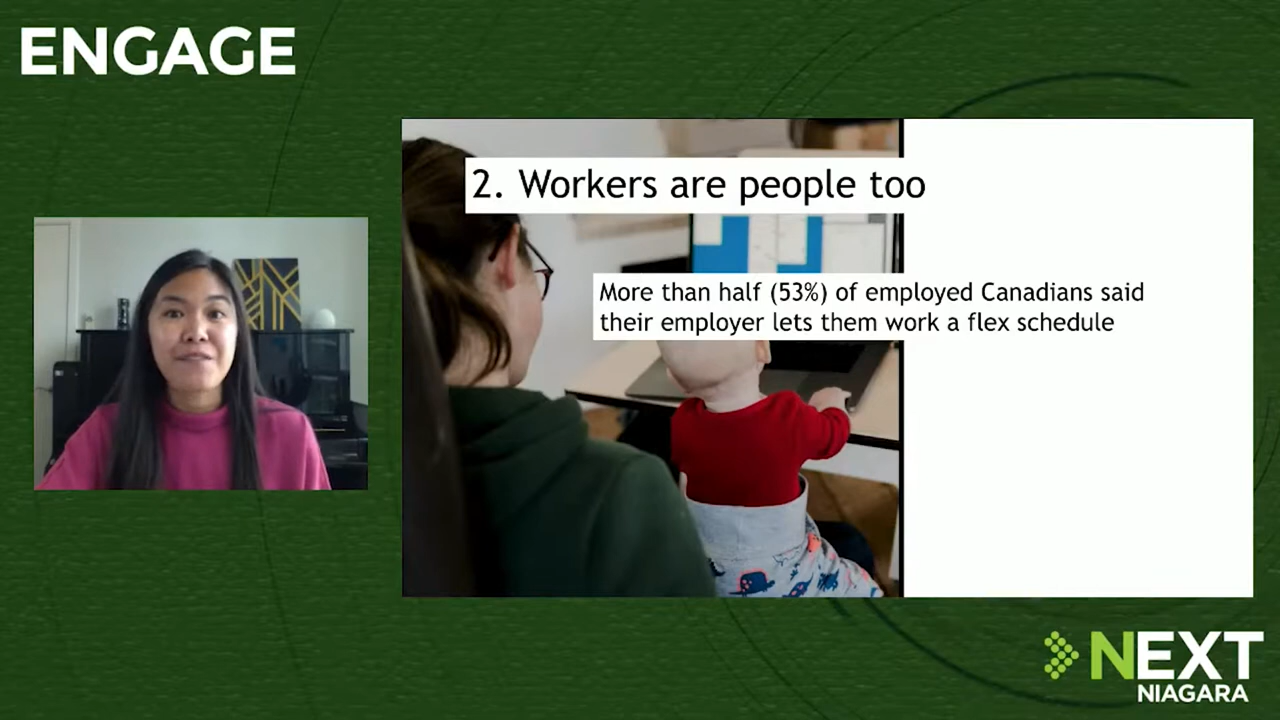 ENGAGE
2. Workers are people too
More than half (53%) of employed Canadians said
their employer lets them work a flex schedule
NEXT
NIAGARA